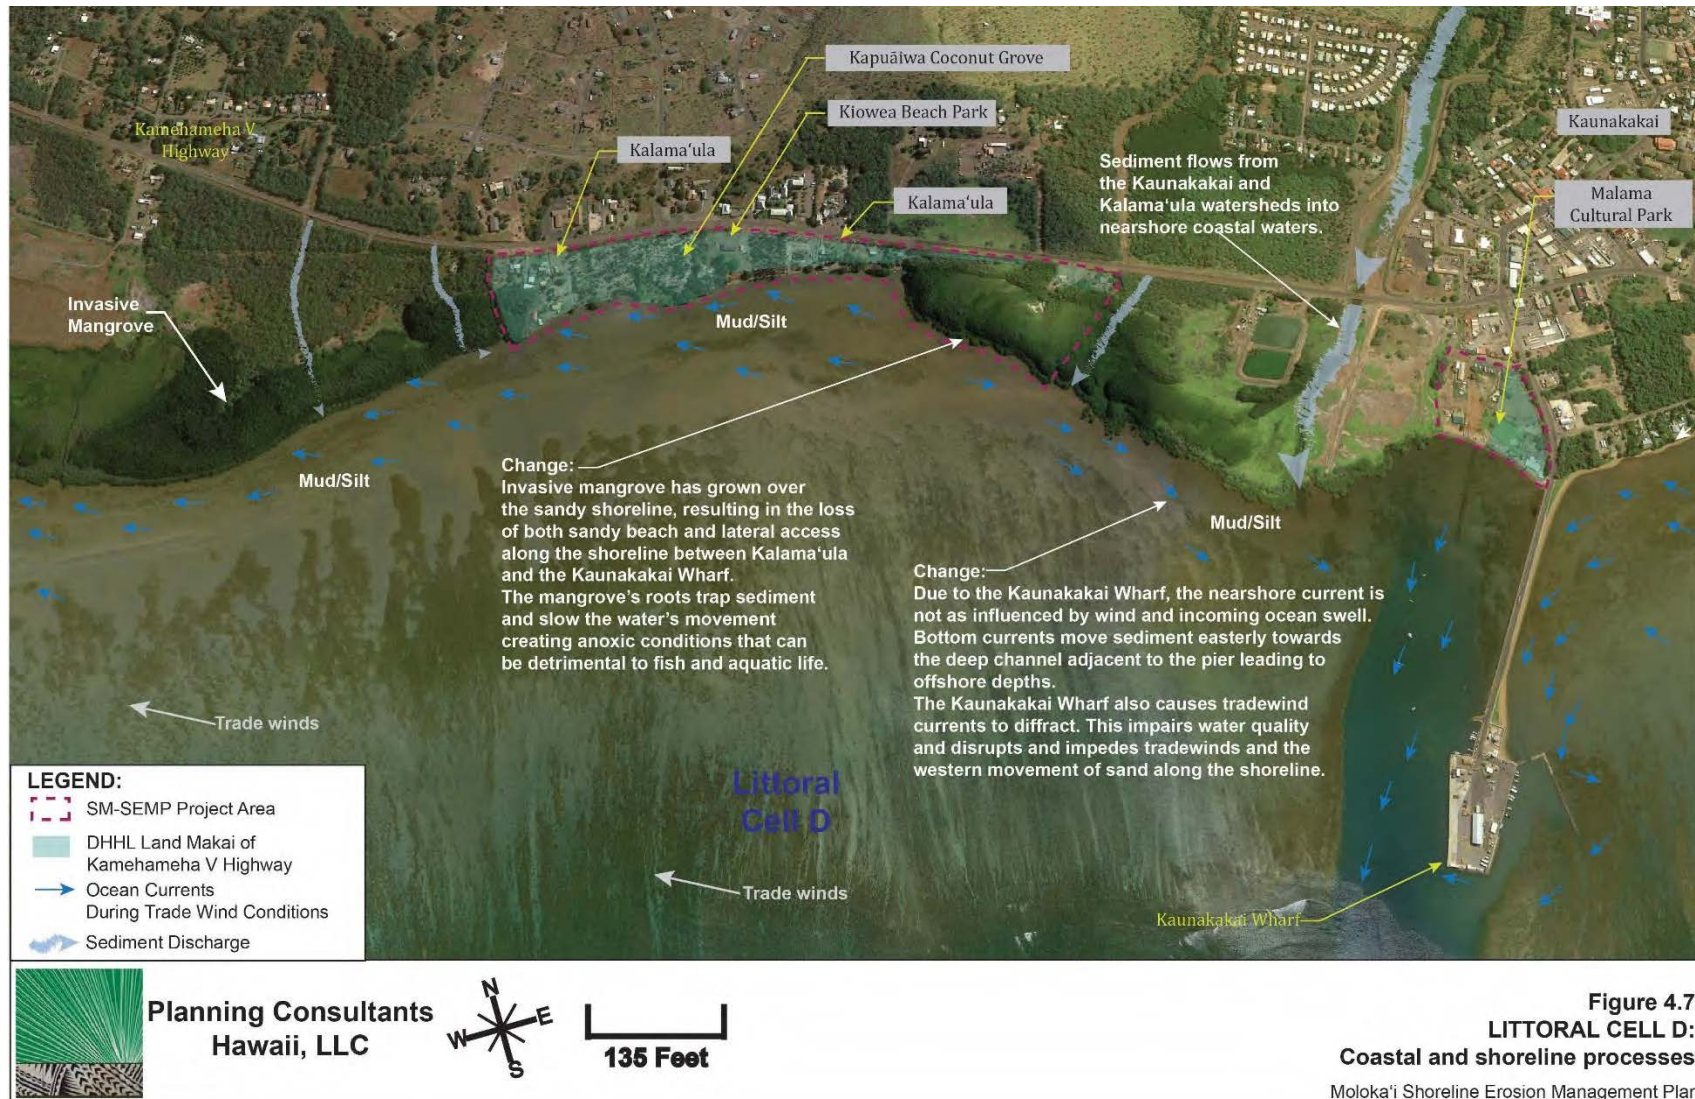 Kapuāiwa Coconut Grove
Kiowea Beach Park
Kalamaʻula
Kamehameha V
Highway
Kalamaʻula
Kaunakakai
Malama
Cultural Park
Sediment flows from
the Kaunakakai and
Kalamaʻula watersheds into
nearshore coastal waters.
Invasive
Mangrove
Mud/Silt
Mud/Silt
Mud/Silt
Change:
Invasive mangrove has grown over
the sandy shoreline, resulting in the loss
of both sandy beach and lateral access
along the shoreline between Kalamaʻula
and the Kaunakakai Wharf.
The mangrove's roots trap sediment
and slow the water's movement
creating anoxic conditions that can
be detrimental to fish and aquatic life.
Change:
Due to the Kaunakakai Wharf, the nearshore current is
not as influenced by wind and incoming ocean swell.
Bottom currents move sediment easterly towards
the deep channel adjacent to the pier leading to
offshore depths.
The Kaunakakai Wharf also causes tradewind
currents to diffract. This impairs water quality
and disrupts and impedes tradewinds and the
western movement of sand along the shoreline.
Trade winds
Trade winds
Littoral
Cell D
Kaunakakai Wharf
LEGEND:
SM-SEMP Project Area
DHHL Land Makai of
Kamehameha V Highway
Ocean Currents
During Trade Wind Conditions
Sediment Discharge
Planning Consultants
Hawaii, LLC
N
W
E
S
135 Feet
Figure 4.7
LITTORAL CELL D:
Coastal and shoreline processes
Molokaʻi Shoreline Erosion Management Plan